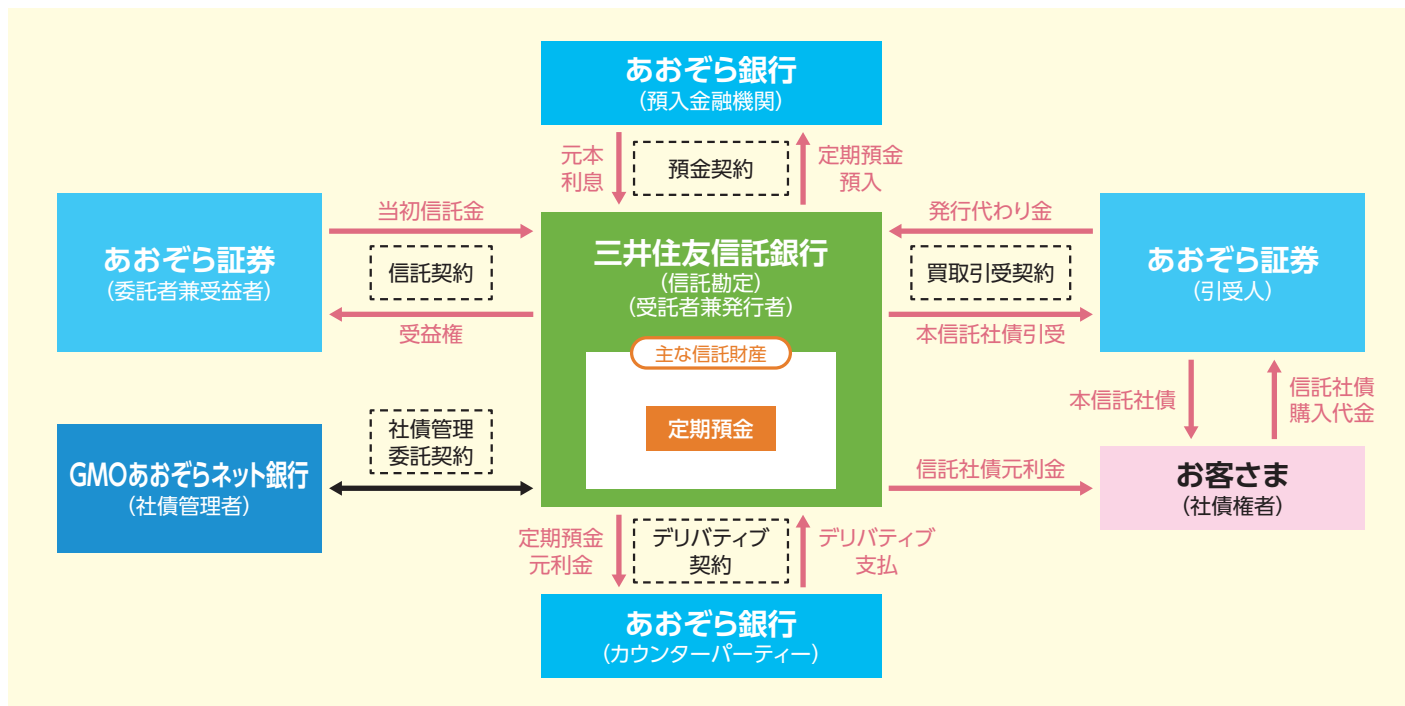 あおぞら銀行
（預入金融機関）
元本
利息
預金契約
定期預金
預入
あおぞら証券
（委託者兼受益者）
当初信託金
信託契約
受益権
三井住友信託銀行
（信託勘定）
（受託者兼発行者）
主な信託財産
定期預金
発行代わり金
買取引受契約
本信託社債引受
あおぞら証券
（引受人）
本信託社債
信託社債
購入代金
GMOあおぞらネット銀行
（社債管理者）
社債管理
委託契約
信託社債元利金
お客さま
（社債権者）
定期預金
元利金
デリバティブ
契約
デリバティブ
支払
あおぞら銀行
（カウンターパーティー）